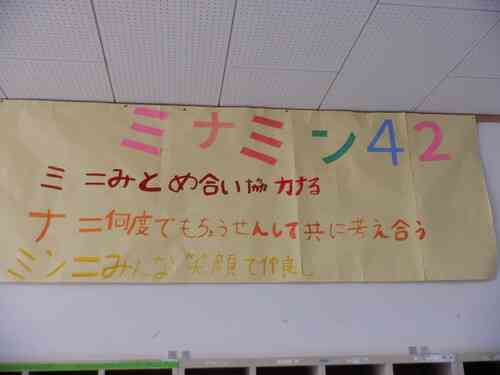 ミナミン42
ミ=みとめ合い協力する
ナ=何度でもちょうせんして共に考え合う
ミン=みんな笑顔で仲良し